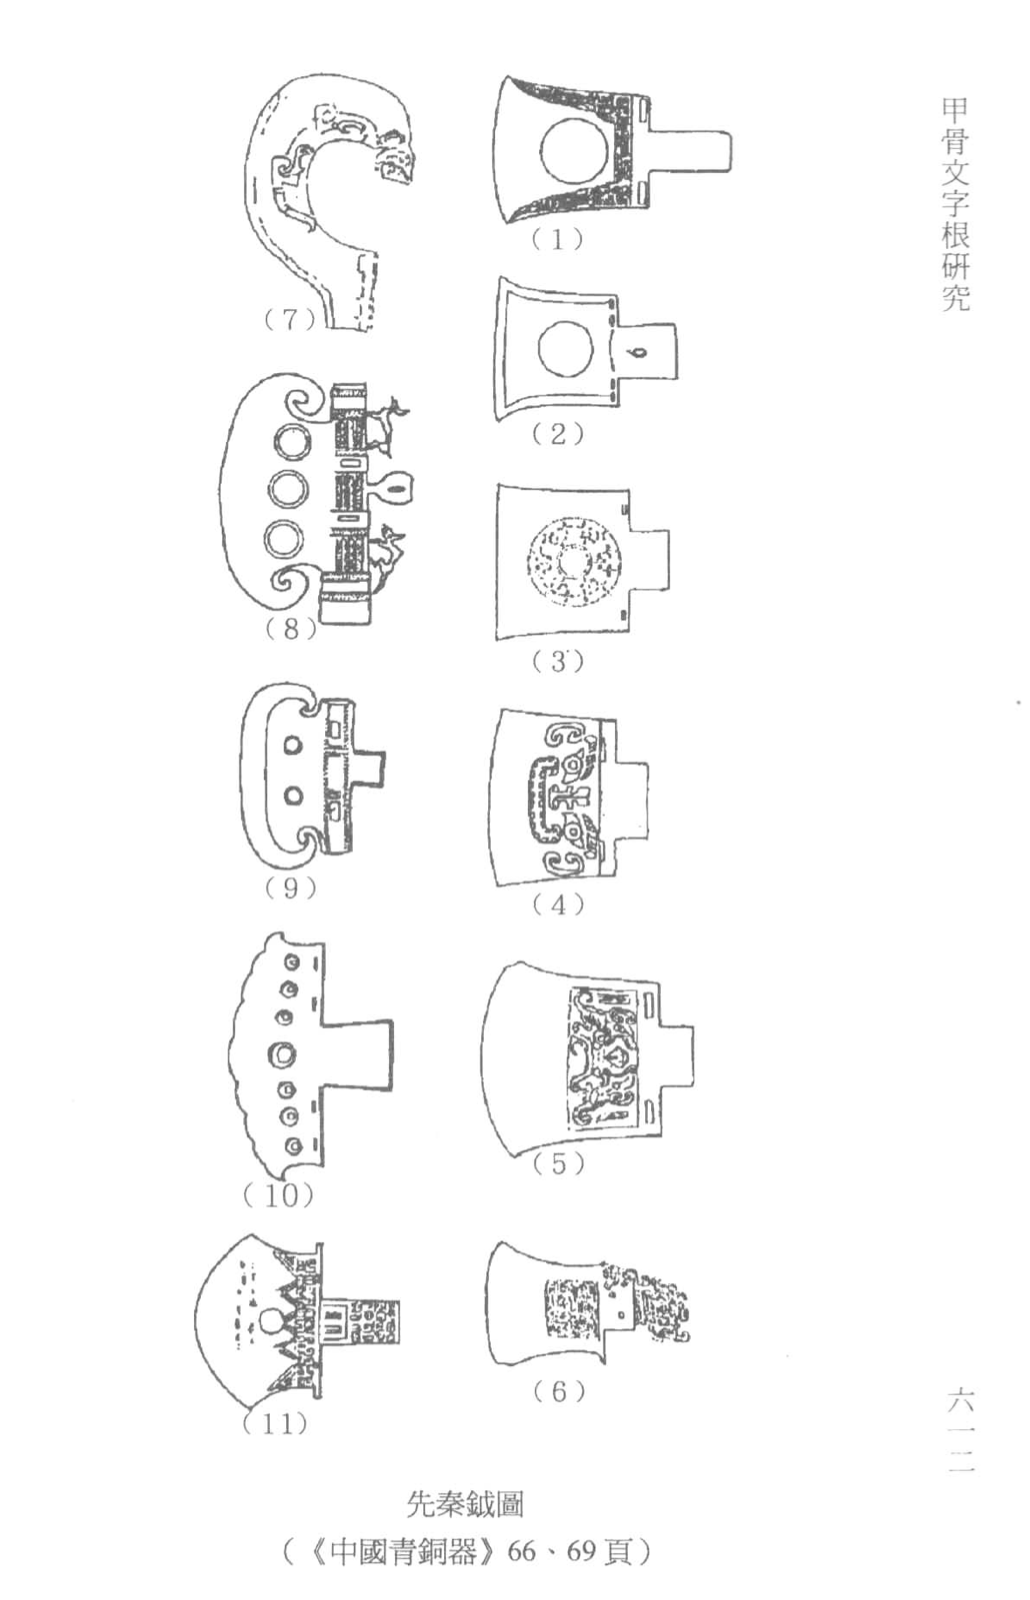 甲骨文字根研究
(1)
(2)
(3)
(4)
(5)
(6)
(7)
(8)
(9)
(10)
(11)
先秦鉞圖
(《中國青銅器》66、69頁)
六一二